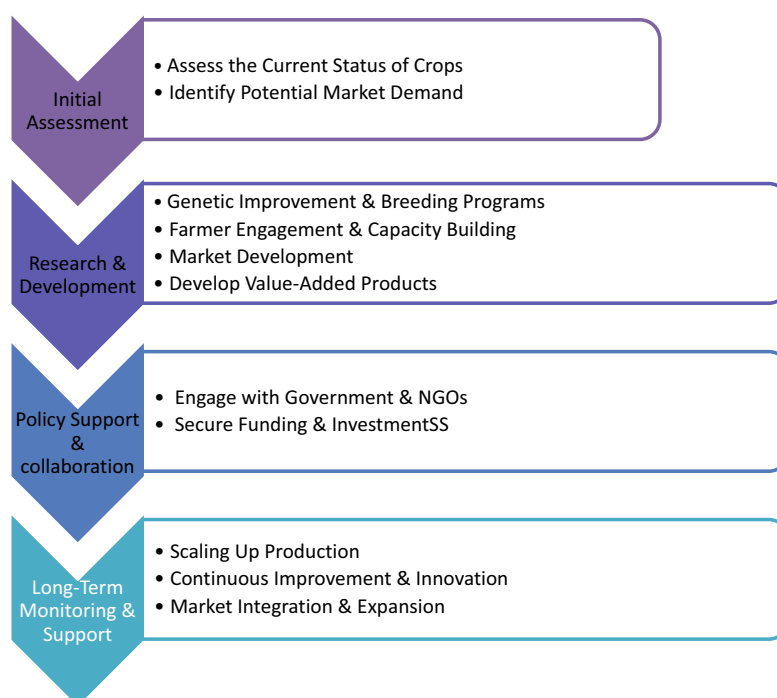 Initial
Assessment
• Assess the Current Status of Crops
• Identify Potential Market Demand
Research &
Development
• Genetic Improvement & Breeding Programs
• Farmer Engagement & Capacity Building
• Market Development
• Develop Value-Added Products
Policy Support
&
collaboration
• Engage with Government & NGOs
• Secure Funding & InvestmentSS
Long-Term
Monitoring &
Support
• Scaling Up Production
• Continuous Improvement & Innovation
• Market Integration & Expansion